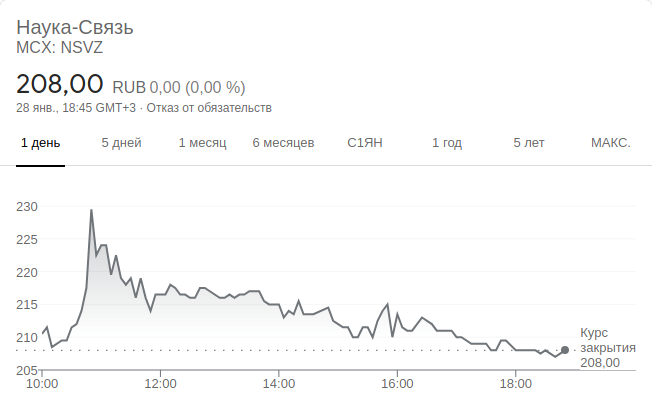 Наука-Связь
MCX: NSVZ
208,00 RUB 0,00 (0,00 %)
28 янв., 18:45 GMT+3 · Отказ от обязательств
1 день 5 дней 1 месяц 6 месяцев С1ЯН 1 год 5 лет МАКС.
230
225
220
215
210
205
Курс
закрытия
208,00
10:00 12:00 14:00 16:00 18:00